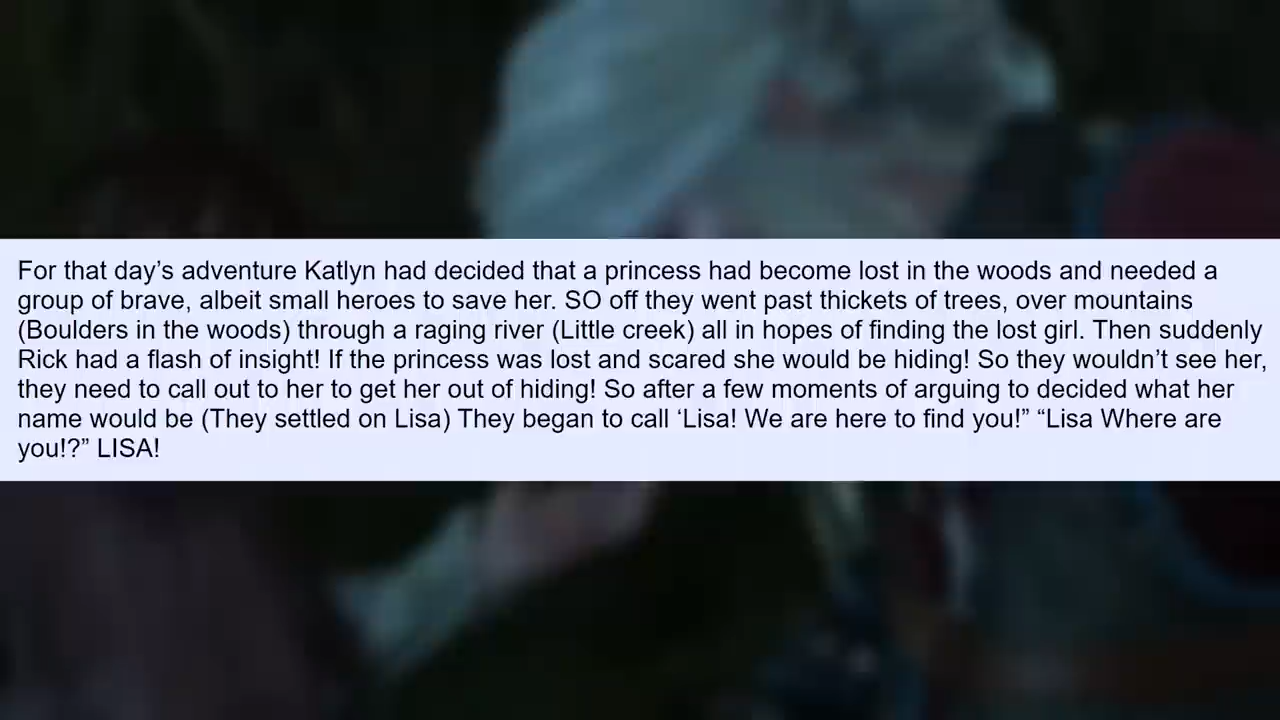 For that day’s adventure Katlyn had decided that a princess had become lost in the woods and needed a
group of brave, albeit small heroes to save her. SO off they went past thickets of trees, over mountains
(Boulders in the woods) through a raging river (Little creek) all in hopes of finding the lost girl. Then suddenly
Rick had a flash of insight! If the princess was lost and scared she would be hiding! So they wouldn’t see her,
they need to call out to her to get her out of hiding! So after a few moments of arguing to decided what her
name would be (They settled on Lisa) They began to call ‘Lisa! We are here to find you!” “Lisa Where are
you!?” LISA!